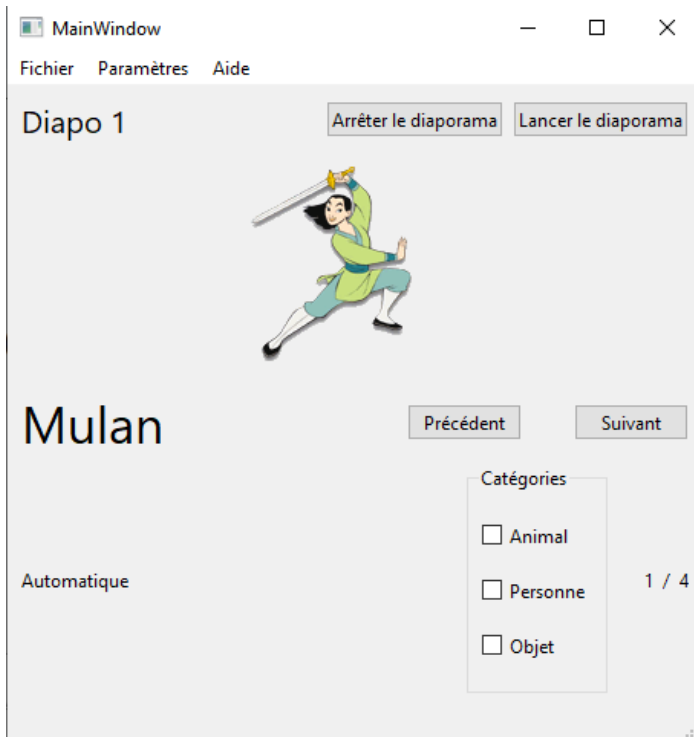 MainWindow
Fichier Paramètres Aide
Diapo 1
Arrêter le diaporama
Lancer le diaporama
Mulan
Précédent
Suivant
Catégories
Animal
Personne
Objet
Automatique
1 / 4